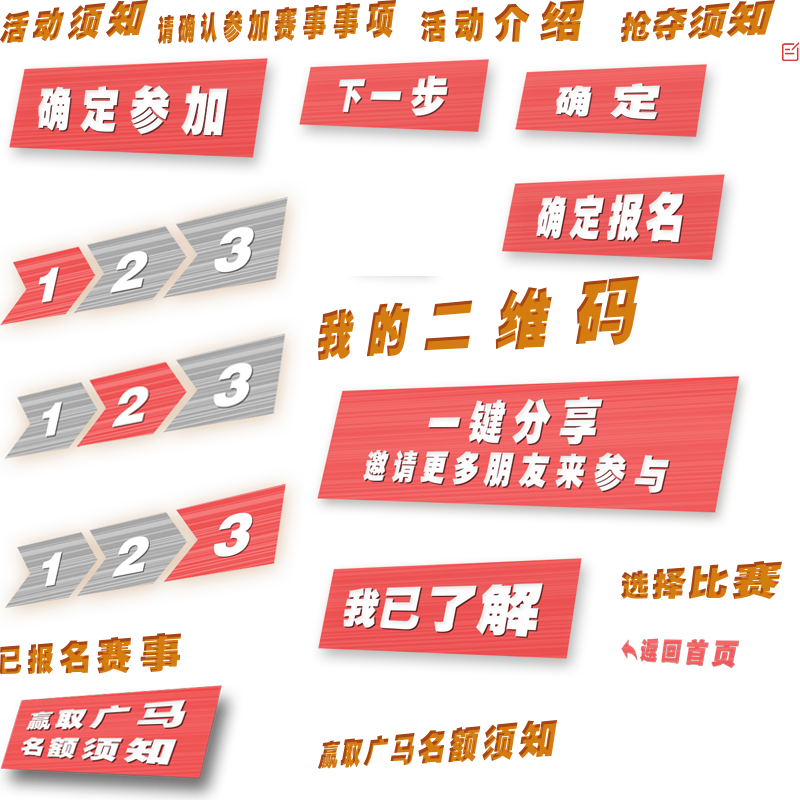 活动须知
请确认参加赛事事项
活动介绍
抢夺须知
确定参加
下一步
确定
确定报名
1 2 3
我的二维码
1 2 3
一键分享
邀请更多朋友来参与
1 2 3
我已了解
选择比赛
已报名赛事
返回首页
赢取广马
名额须知
赢取广马名额须知